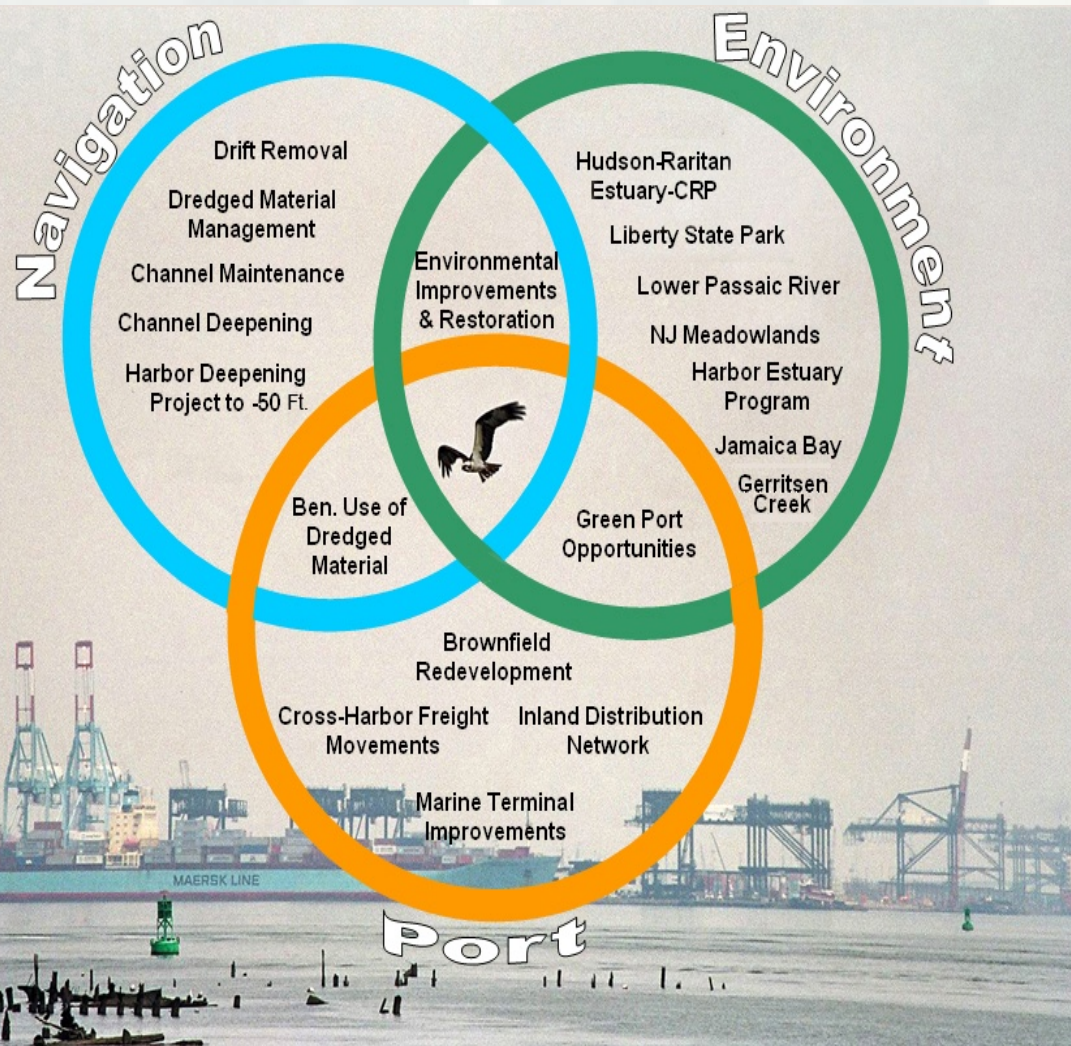 Navigation
Environment
Drift Removal
Dredged Material
Management
Channel Maintenance
Channel Deepening
Harbor Deepening
Project to -50 Ft.
Environmental
Improvements
& Restoration
Hudson-Raritan
Estuary-CRP
Liberty State Park
Lower Passaic River
NJ Meadowlands
Harbor Estuary
Program
Jamaica Bay
Gerritsen
Creek
Ben. Use of
Dredged
Material
Green Port
Opportunities
Brownfield
Redevelopment
Cross-Harbor Freight
Movements
Inland Distribution
Network
Marine Terminal
Improvements
MAERSK LINE
Port